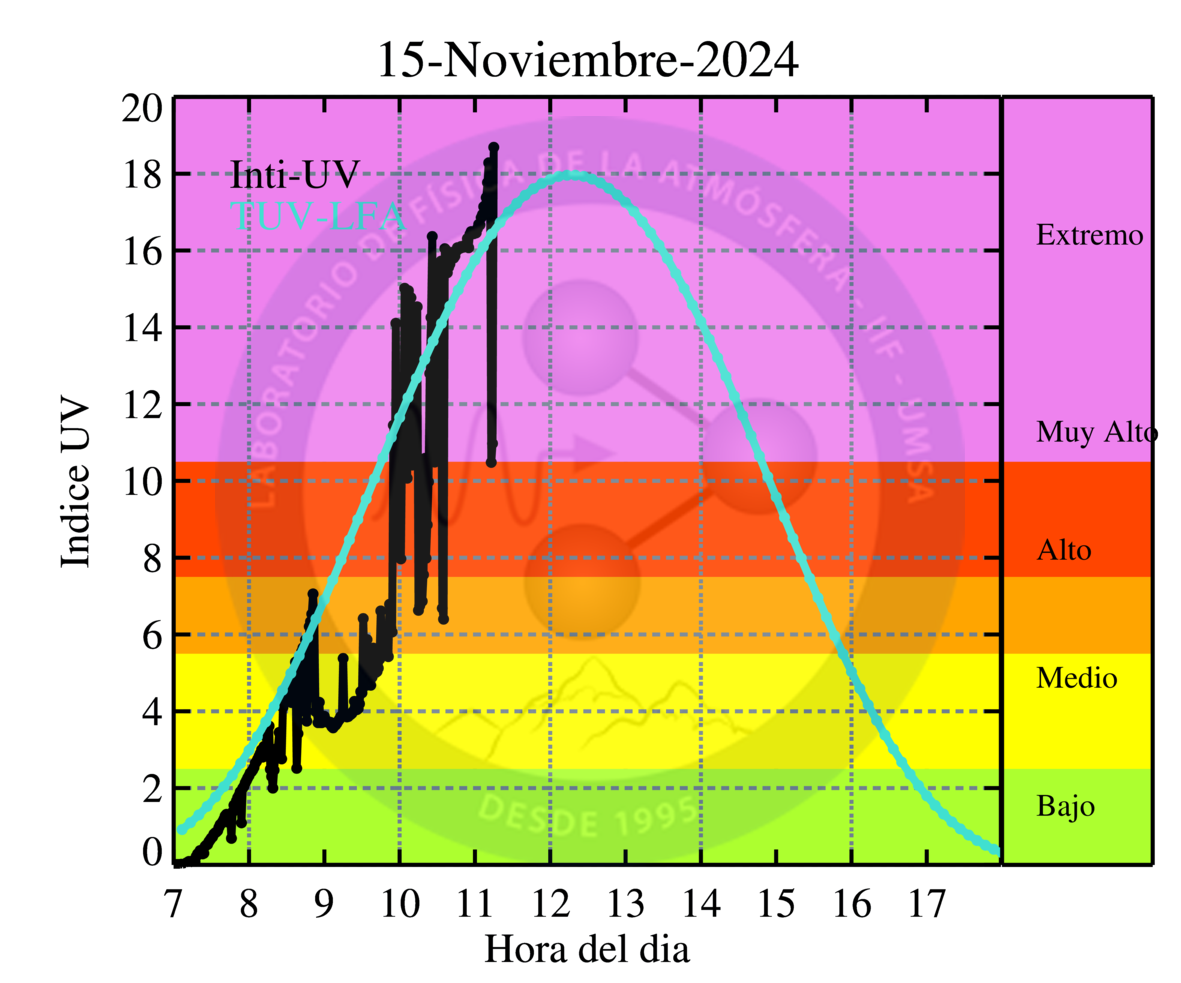 15-Noviembre-2024
Indice UV
20
18
16
14
12
10
8
6
4
2
0
Inti-UV
TUV-LFA
LABORATORIO DE FÍSICA DE LA ATMÓSFERA - IIF - UMSA
DESDE 1995
Extremo
Muy Alto
Alto
Medio
Bajo
7 8 9 10 11 12 13 14 15 16 17
Hora del dia